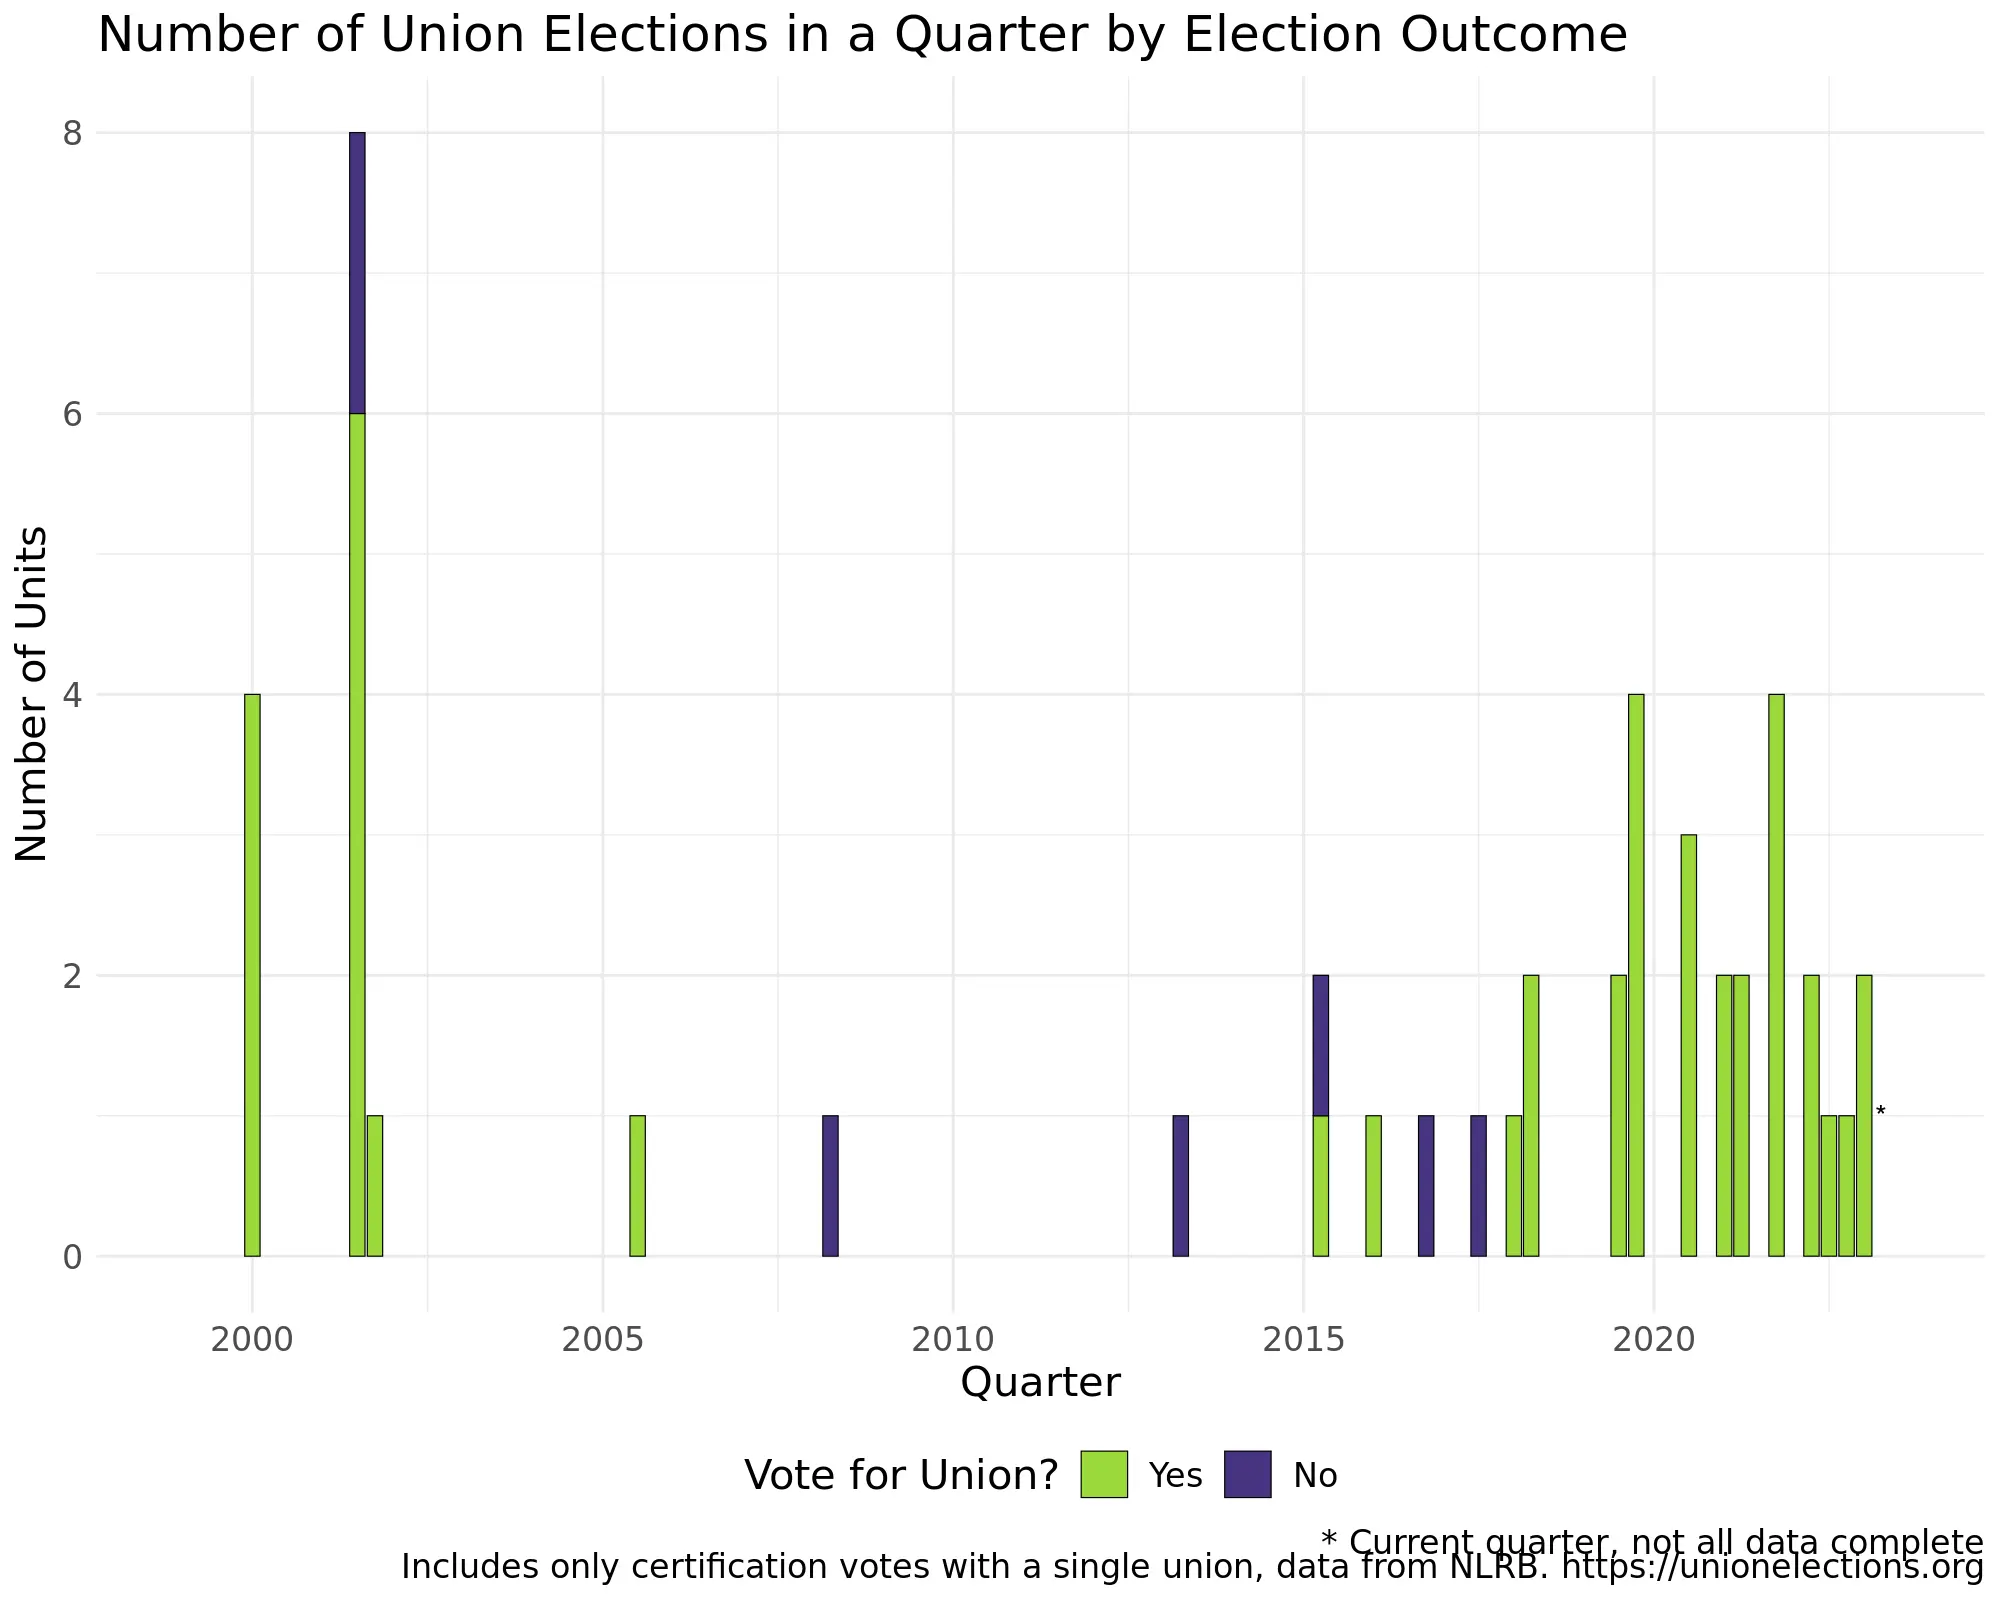 Number of Union Elections in a Quarter by Election Outcome
Number of Units
8
6
4
2
0
*
2000 2005 2010 2015 2020
Quarter
Vote for Union? Yes No
* Current quarter, not all data complete
Includes only certification votes with a single union, data from NLRB. https://unionelections.org